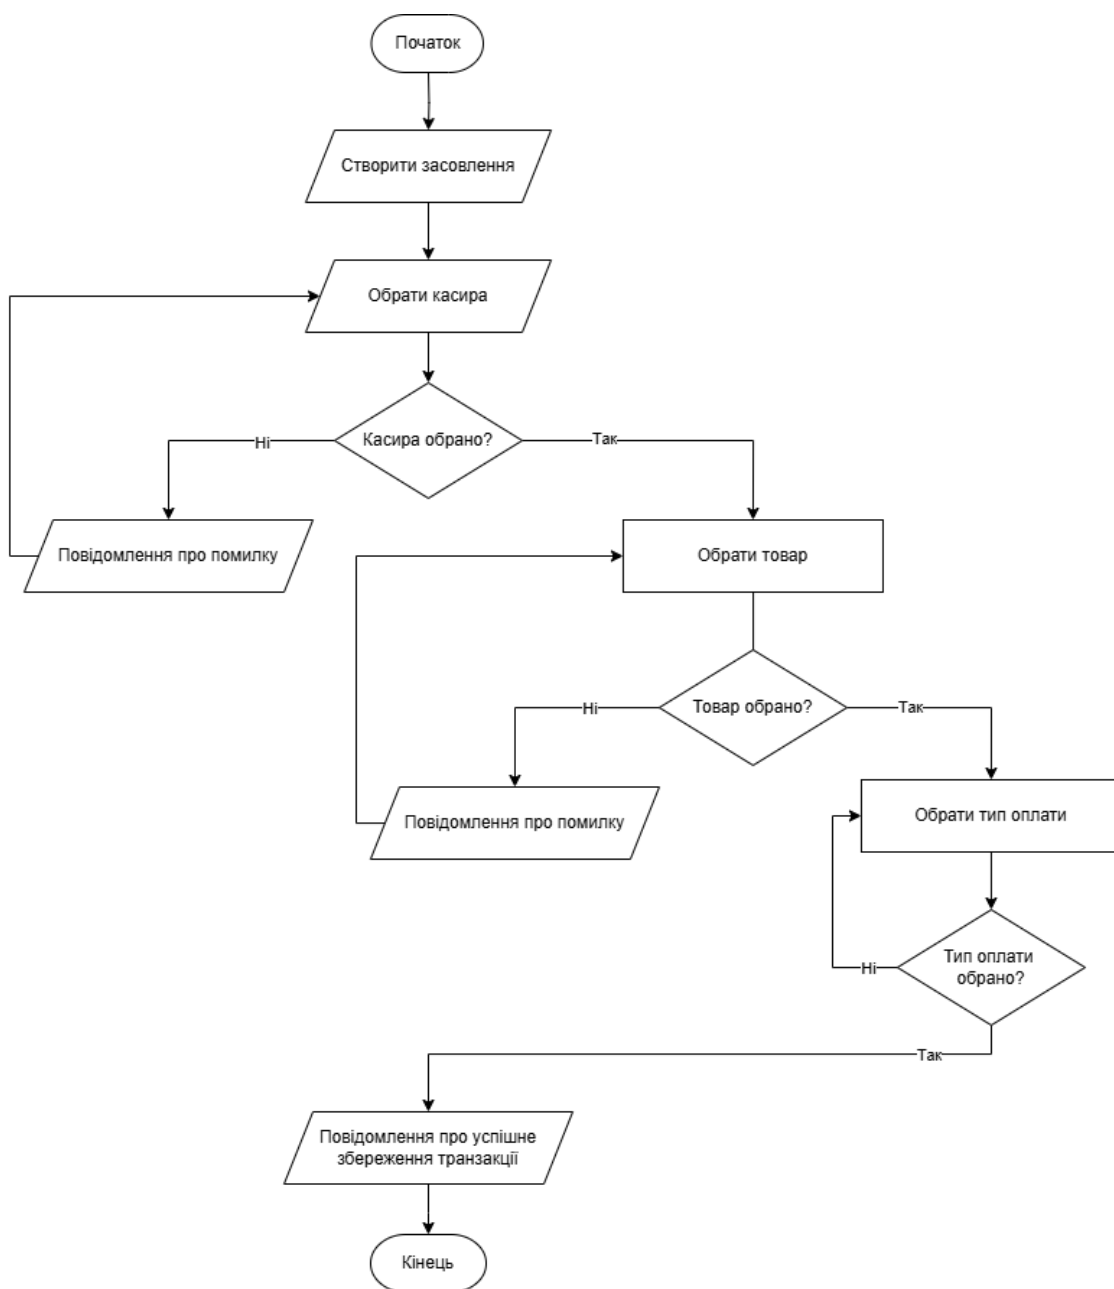 Початок
Створити засовлення
Обрати касира
Касира обрано?
Ні
Так
Повідомлення про помилку
Обрати товар
Товар обрано?
Ні
Так
Повідомлення про помилку
Обрати тип оплати
Тип оплати
обрано?
Ні
Так
Повідомлення про успішне
збереження транзакції
Кінець